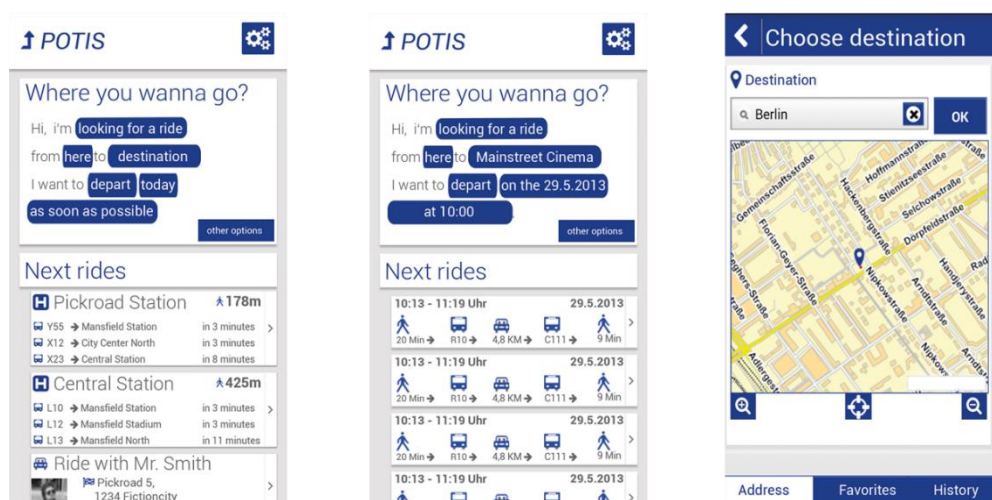 POTIS
Where you wanna go?
Hi, i'm looking for a ride
from here to destination
I want to depart today
as soon as possible
other options
Next rides
H Pickroad Station 178m
Y55 → Mansfield Station in 3 minutes
X12 → City Center North in 3 minutes
X23 → Central Station in 8 minutes
H Central Station 425m
L10 → Mansfield Station in 3 minutes
L12 → Mansfield Stadium in 3 minutes
L13 → Mansfield North in 11 minutes
Ride with Mr. Smith
Pickroad 5,
1234 Fictioncity
POTIS
Where you wanna go?
Hi, i'm looking for a ride
from here to Mainstreet Cinema
I want to depart on the 29.5.2013
at 10:00 .
other options
Next rides
10:13 - 11:19 Uhr 29.5.2013
20 Min → R10 → 4,8 KM → C111 → 9 Min
10:13 - 11:19 Uhr 29.5.2013
20 Min → R10 → 4,8 KM → C111 → 9 Min
10:13 - 11:19 Uhr 29.5.2013
20 Min → R10 → 4,8 KM → C111 → 9 Min
10:13 - 11:19 Uhr 29.5.2013
Choose destination
Destination
Berlin
OK
Gemeinschaftsstraße
Hackenbergstraße
Hoffmannstraße
Stienitzseestraße
Selchowstraße
Dörpfeldstraße
Florian-Geyer-Straße
Nipkowstraße
Arndtstraße
Handjerystraße
Nipkow
Arndts
Address Favorites History